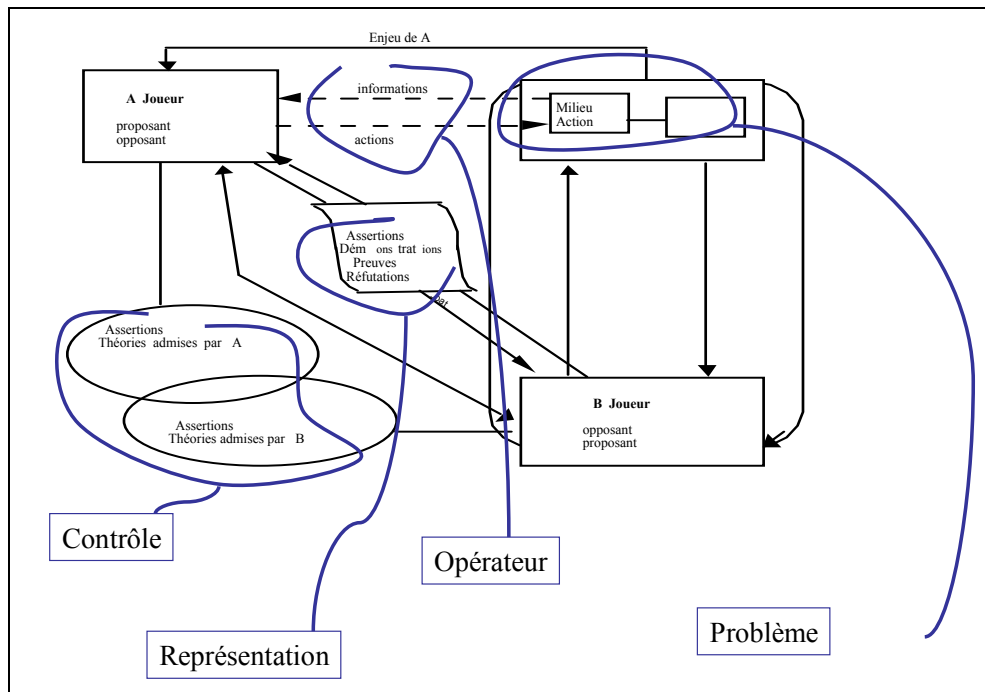 Enjeu de A
A Joueur
proposant
opposant
informations
actions
Milieu
Action
Assertions
Dém ons trat ions
Preuves
Réfutations
Assertions
Théories admises par A
Assertions
Théories admises par B
B Joueur
opposant
proposant
Contrôle
Opérateur
Représentation
Problème